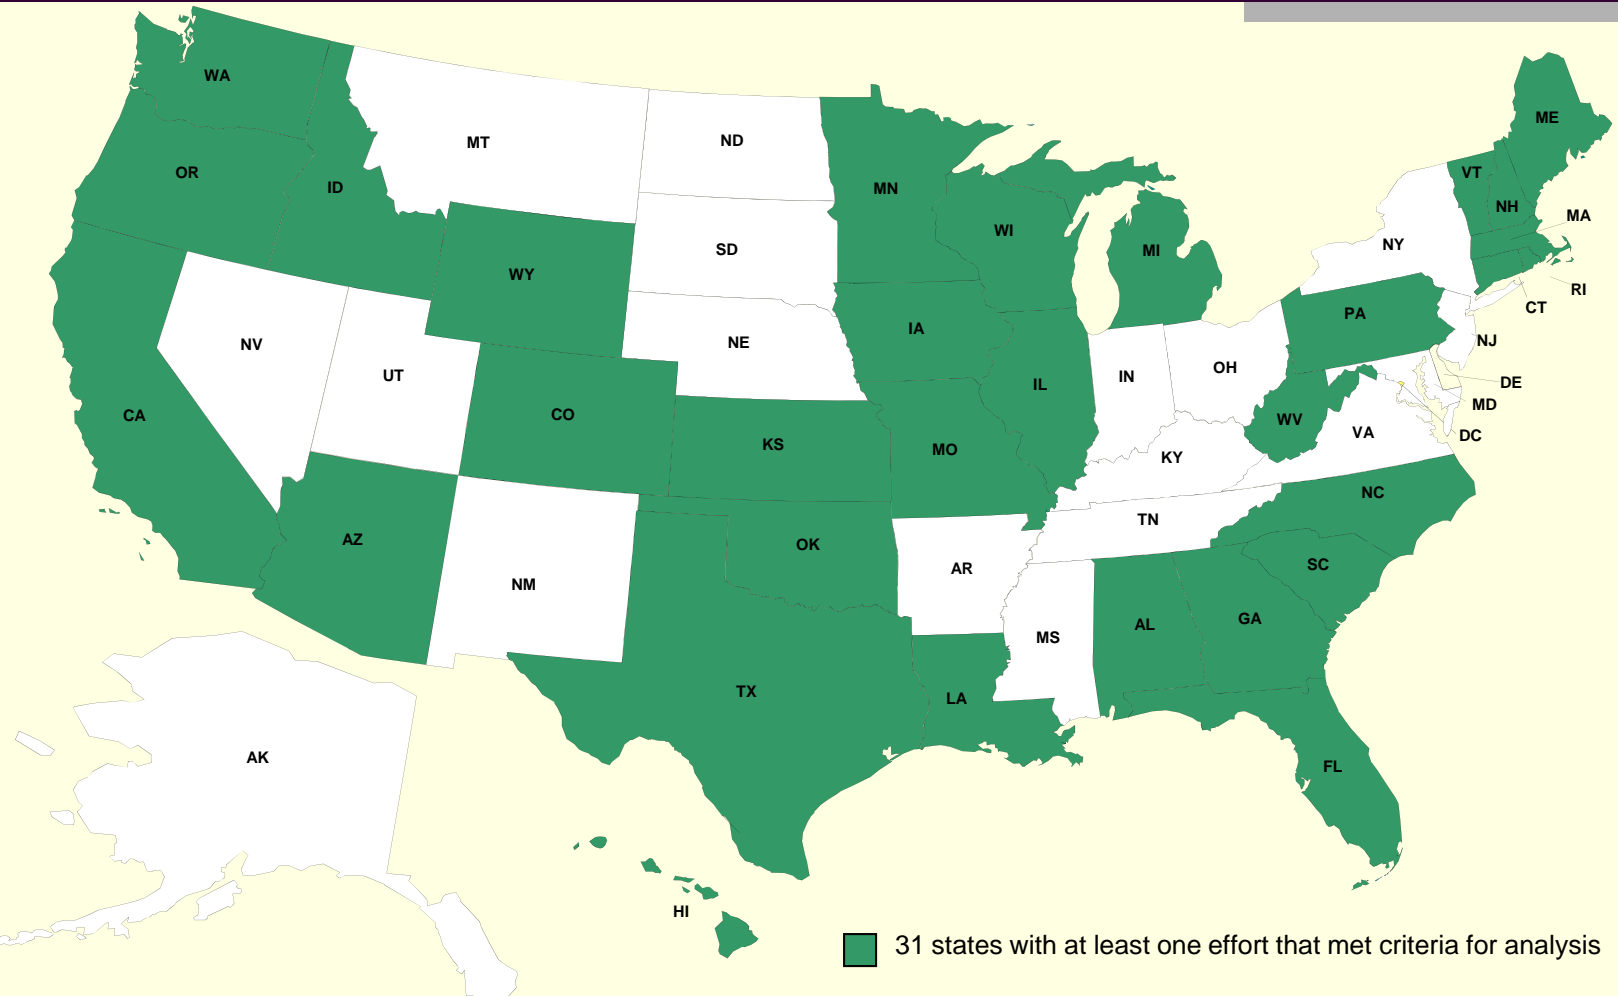 WA
ME
ND
MT
VT
OR
ID
MN
NH
MA
WI
NY
SD
MI
WY
RI
CT
PA
IA
NE
NV
NJ
OH
UT
IN
IL
DE
MD
CO
CA
WV
VA
DC
KS
MO
KY
NC
TN
AZ
OK
SC
AR
NM
GA
AL
MS
TX
LA
AK
FL
HI
31 states with at least one effort that met criteria for analysis